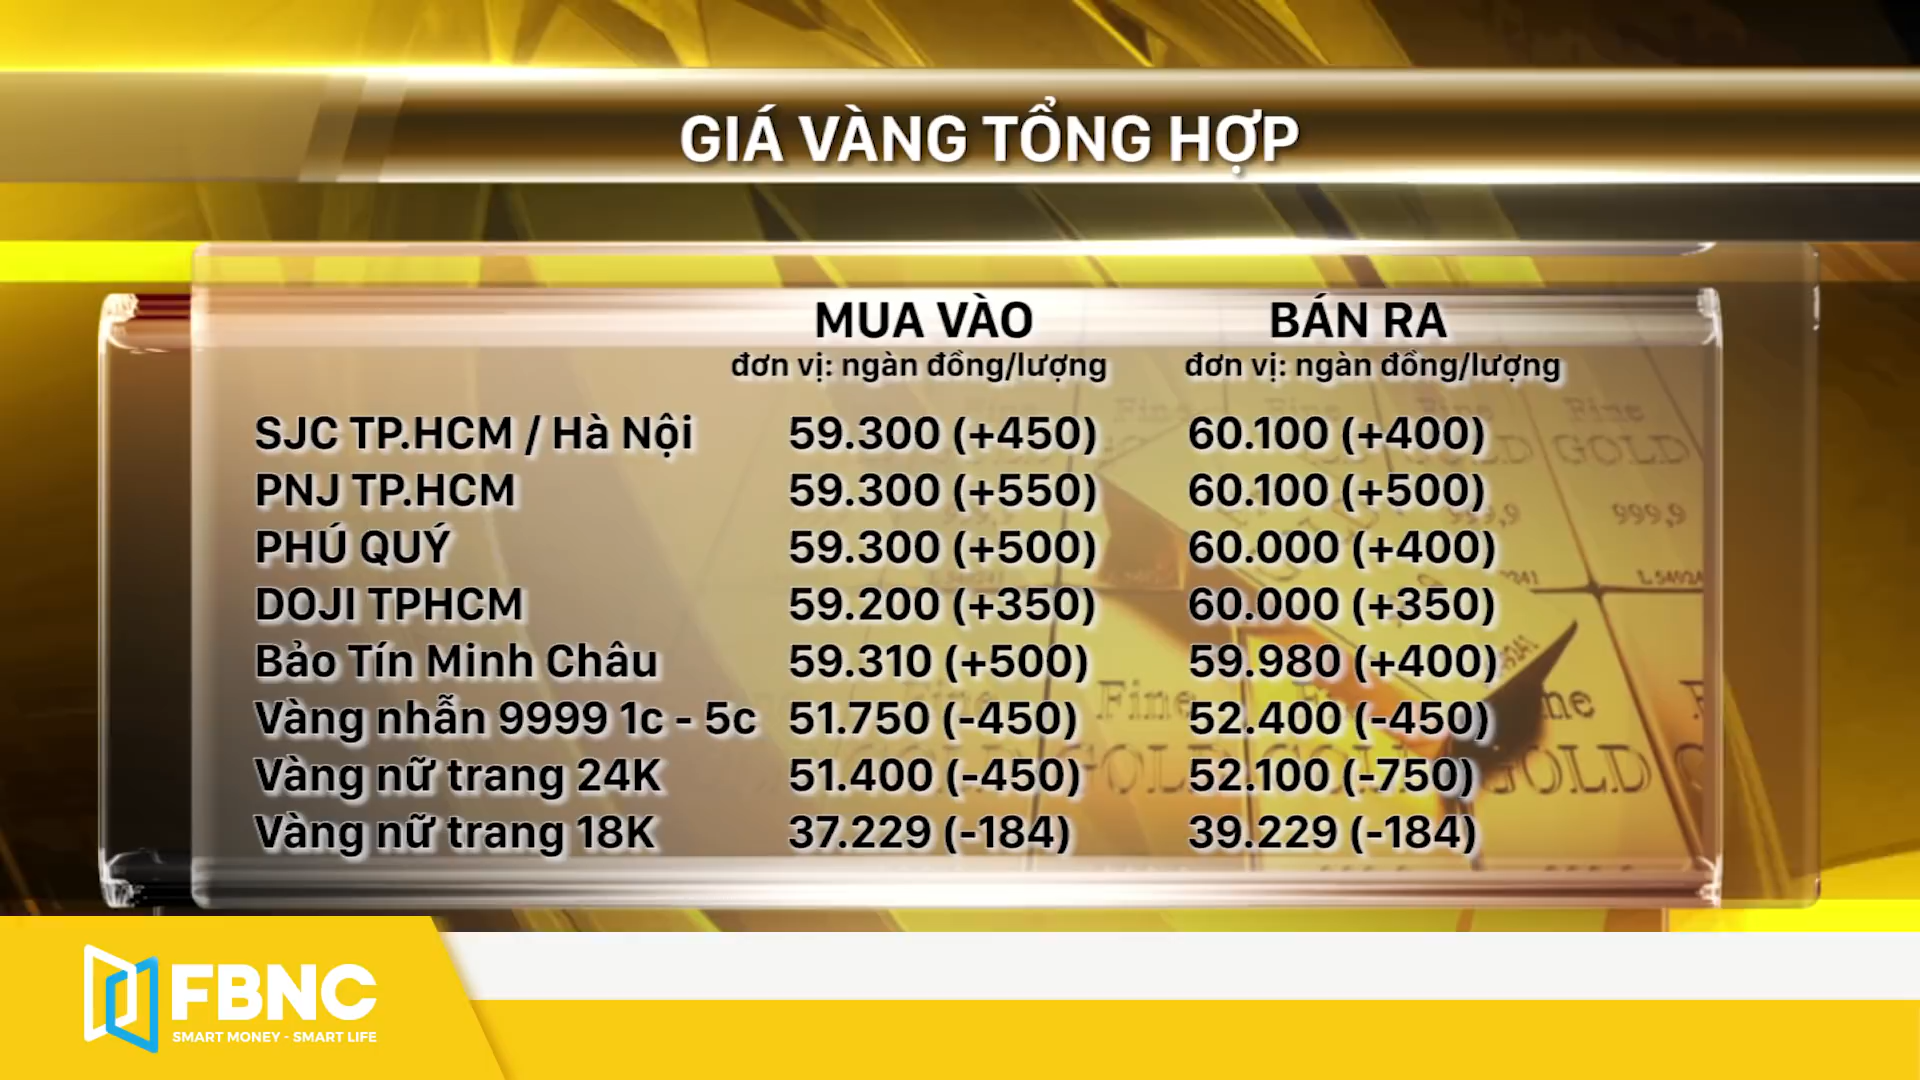 GIÁ VÀNG TỔNG HỢP
MUA VÀO BÁN RA
đơn vị: ngàn đồng/lượng đơn vị: ngàn đồng/lượng
SJC TP.HCM / Hà Nội 59.300 (+450) 60.100 (+400)
PNJ TP.HCM 59.300 (+550) 60.100 (+500)
PHÚ QUÝ 59.300 (+500) 60.000 (+400)
DOJI TPHCM 59.200 (+350) 60.000 (+350)
Bảo Tín Minh Châu 59.310 (+500) 59.980 (+400)
Vàng nhẫn 9999 1c - 5c 51.750 (-450) 52.400 (-450)
Vàng nữ trang 24K 51.400 (-450) 52.100 (-750)
Vàng nữ trang 18K 37.229 (-184) 39.229 (-184)
FBNC
SMART MONEY - SMART LIFE